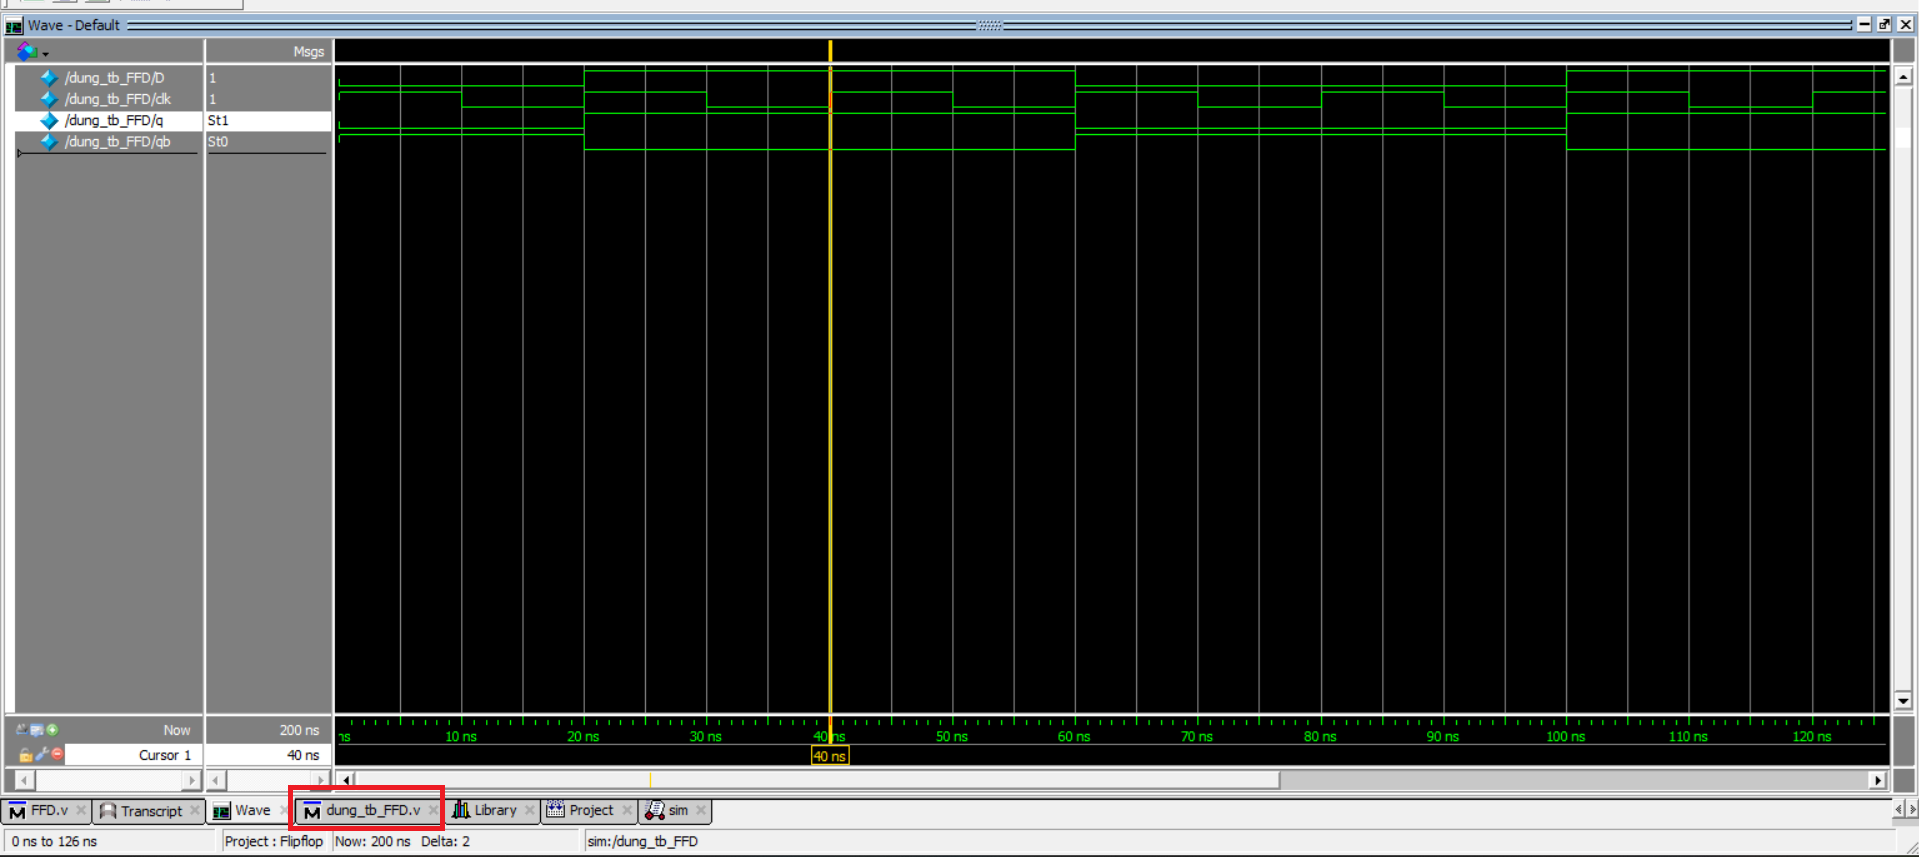 Wave - Default
Msgs
/dung_tb_FFD/D 1
/dung_tb_FFD/clk 1
/dung_tb_FFD/q St1
/dung_tb_FFD/qb St0
Now 200 ns
ns 10 ns 20 ns 30 ns 40 ns 50 ns 60 ns 70 ns 80 ns 90 ns 100 ns 110 ns 120 ns
Cursor 1 40 ns
40 ns
FFD.v Transcript Wave dung_tb_FFD.v Library Project sim
0 ns to 126 ns Project : Flipflop Now: 200 ns Delta: 2 sim:/dung_tb_FFD